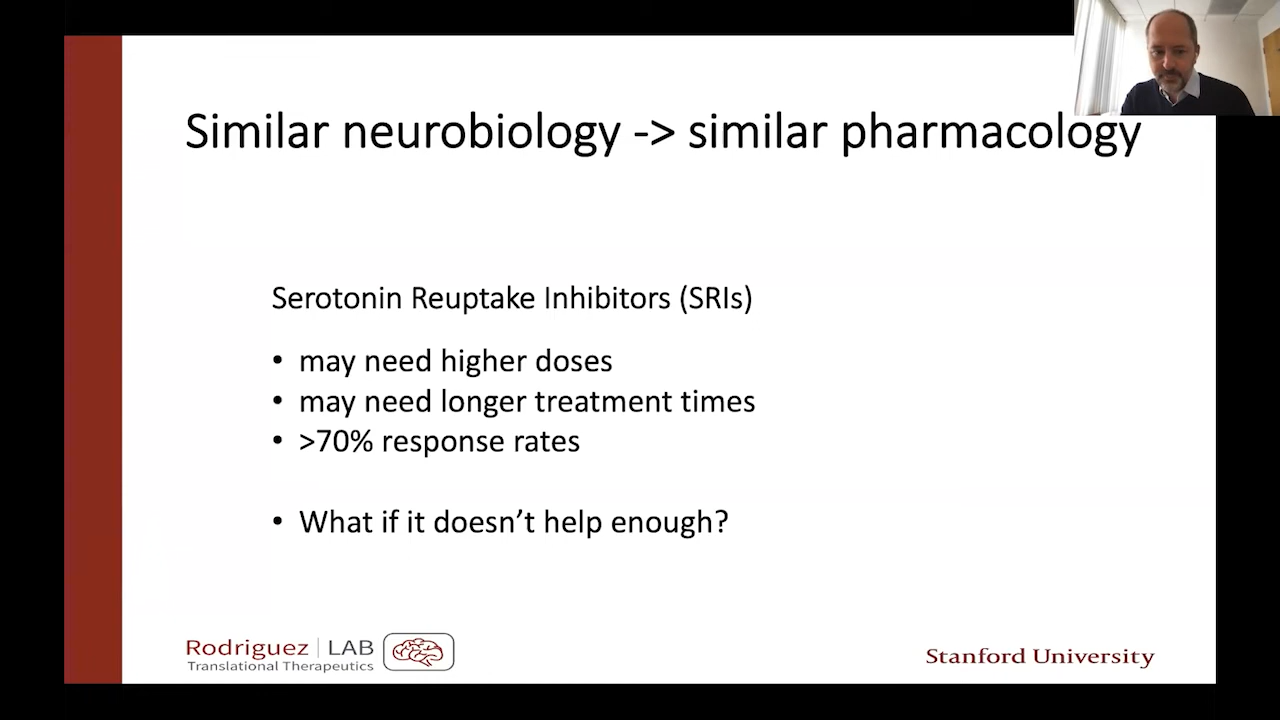 Similar neurobiology -> similar pharmacology
Serotonin Reuptake Inhibitors (SRIs)
• may need higher doses
• may need longer treatment times
• >70% response rates
• What if it doesn’t help enough?
Rodriguez | LAB
Translational Therapeutics
Stanford University